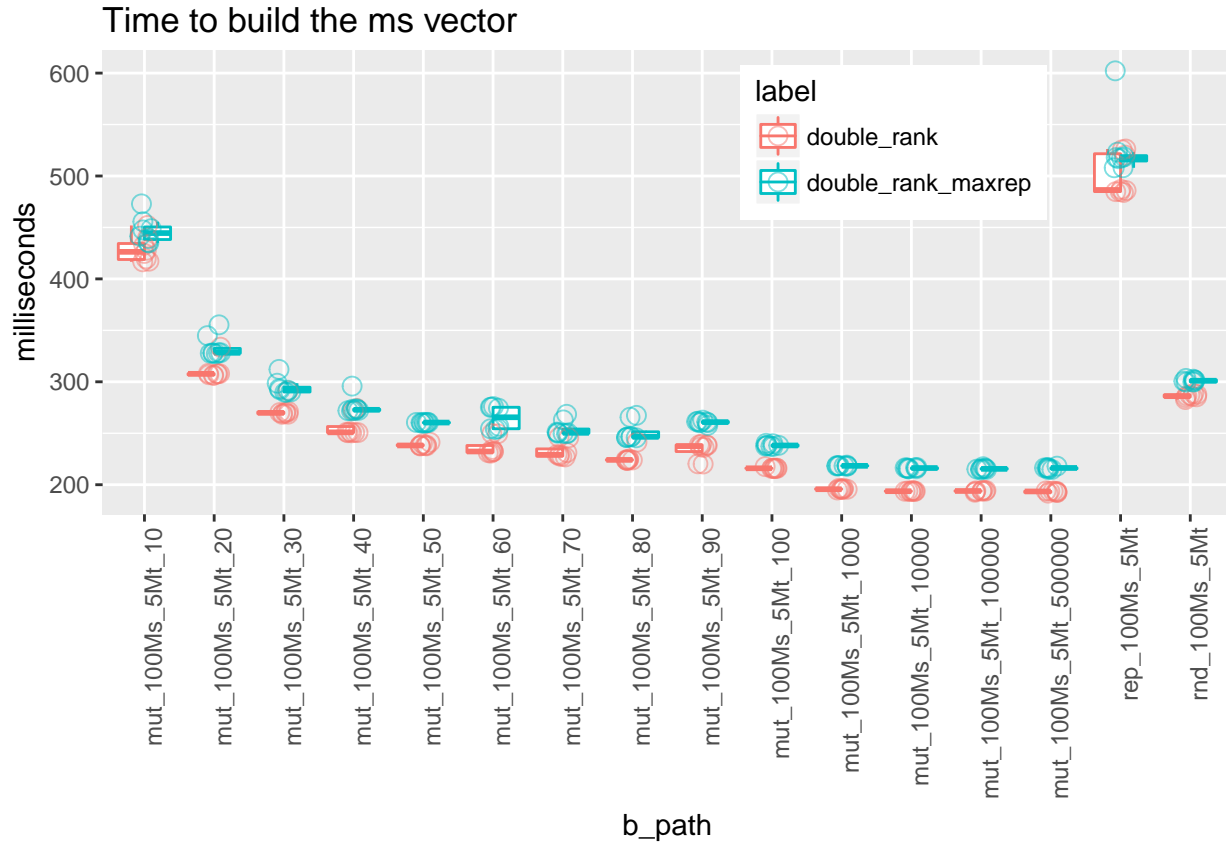 Time to build the ms vector
milliseconds
600
500
400
300
200
label
double_rank
double_rank_maxrep
mut_100Ms_5Mt_10
mut_100Ms_5Mt_20
mut_100Ms_5Mt_30
mut_100Ms_5Mt_40
mut_100Ms_5Mt_50
mut_100Ms_5Mt_60
mut_100Ms_5Mt_70
mut_100Ms_5Mt_80
mut_100Ms_5Mt_90
mut_100Ms_5Mt_100
mut_100Ms_5Mt_1000
mut_100Ms_5Mt_10000
mut_100Ms_5Mt_100000
mut_100Ms_5Mt_500000
rep_100Ms_5Mt
rnd_100Ms_5Mt
b_path